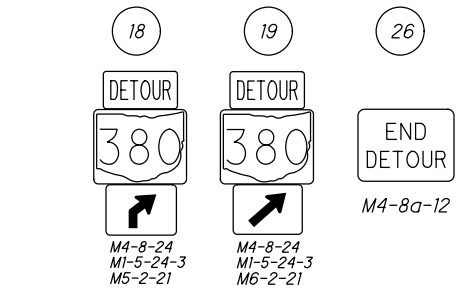 18
DETOUR
380
M4-8-24
M1-5-24-3
M5-2-21
19
DETOUR
380
M4-8-24
M1-5-24-3
M6-2-21
26
END
DETOUR
M4-8a-12